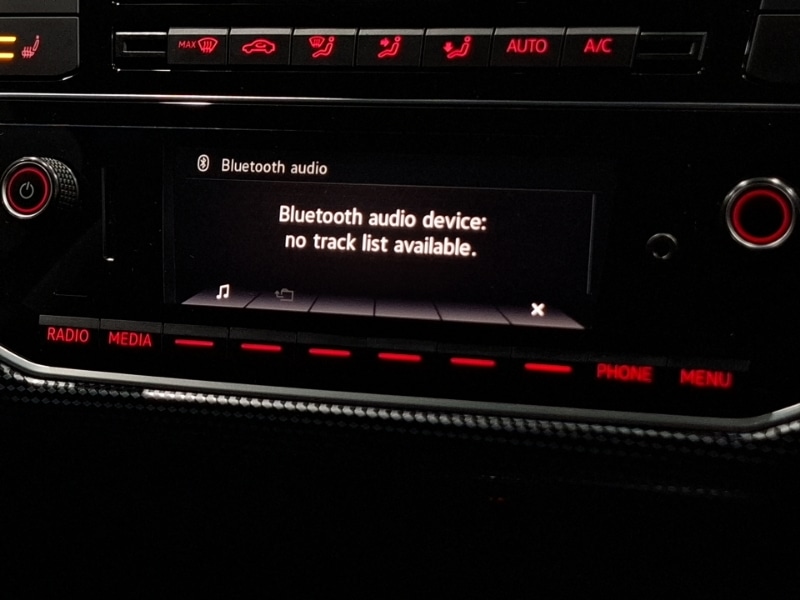 MAX
AUTO
A/C
Bluetooth audio
Bluetooth audio device:
no track list available.
RADIO
MEDIA
PHONE
MENU